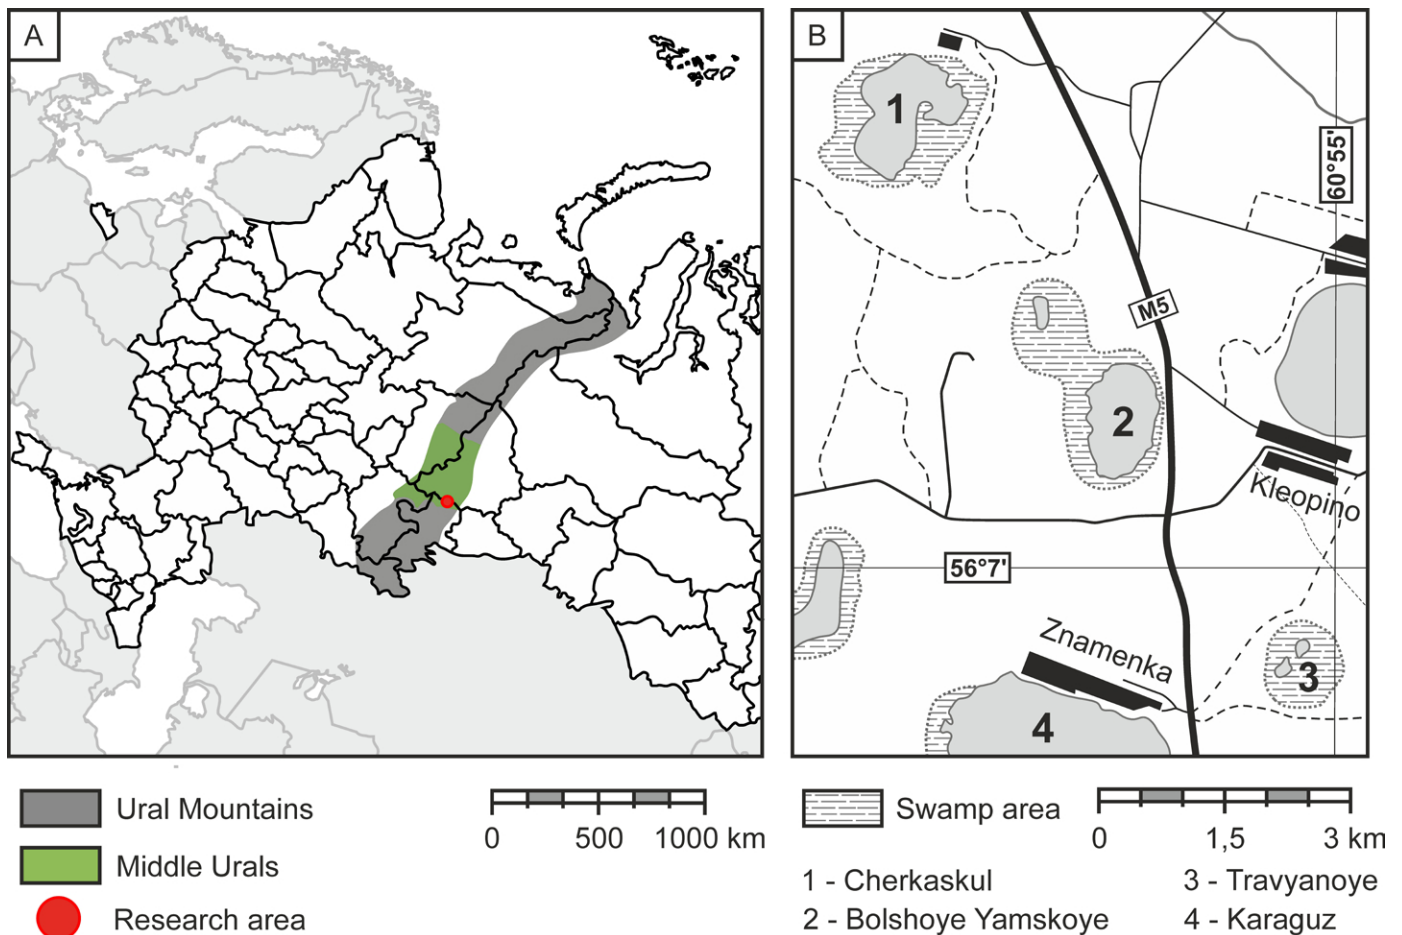 A
B
1
60°55'
M5
2
Kleopino
56°7'
Znamenka
3
4
Ural Mountains
Middle Urals
Research area
0 500 1000 km
Swamp area
0 1,5 3 km
1 - Cherkaskul
2 - Bolshoye Yamskoye
3 - Travyanoye
4 - Karaguz